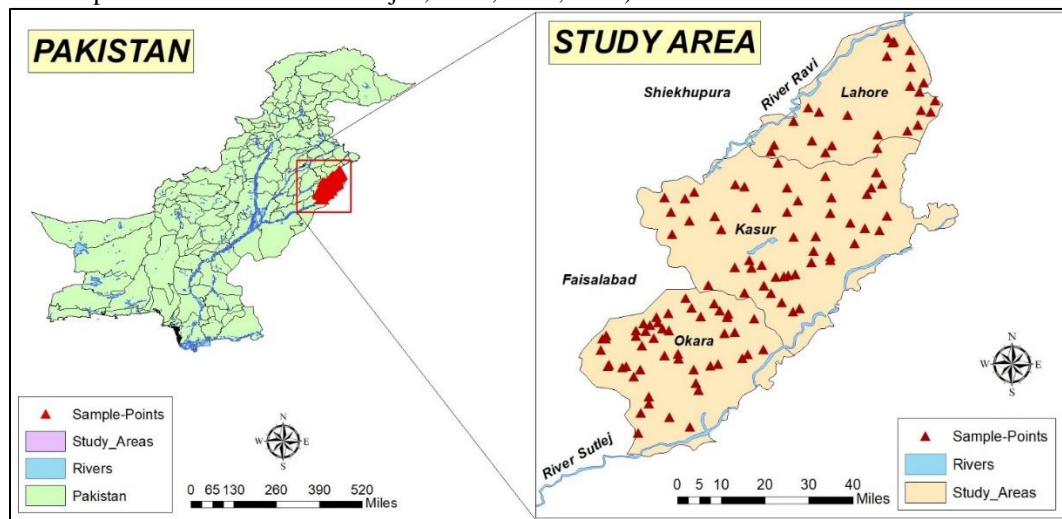 PAKISTAN
N
W E
S
Sample-Points
Study_Areas
Rivers
Pakistan
0 65 130 260 390 520
Miles
STUDY AREA
Shiekhupura
River Ravi
Lahore
Kasur
Faisalabad
Okara
River Sutlej
N
W E
S
Sample-Points
Rivers
Study_Areas
0 5 10 20 30 40
Miles